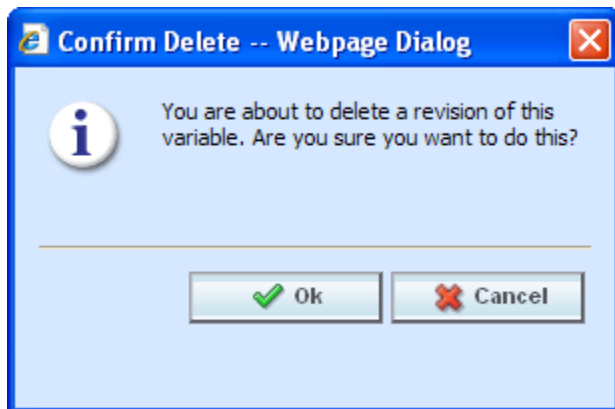 Confirm Delete -- Webpage Dialog
You are about to delete a revision of this
variable. Are you sure you want to do this?
Ok
Cancel